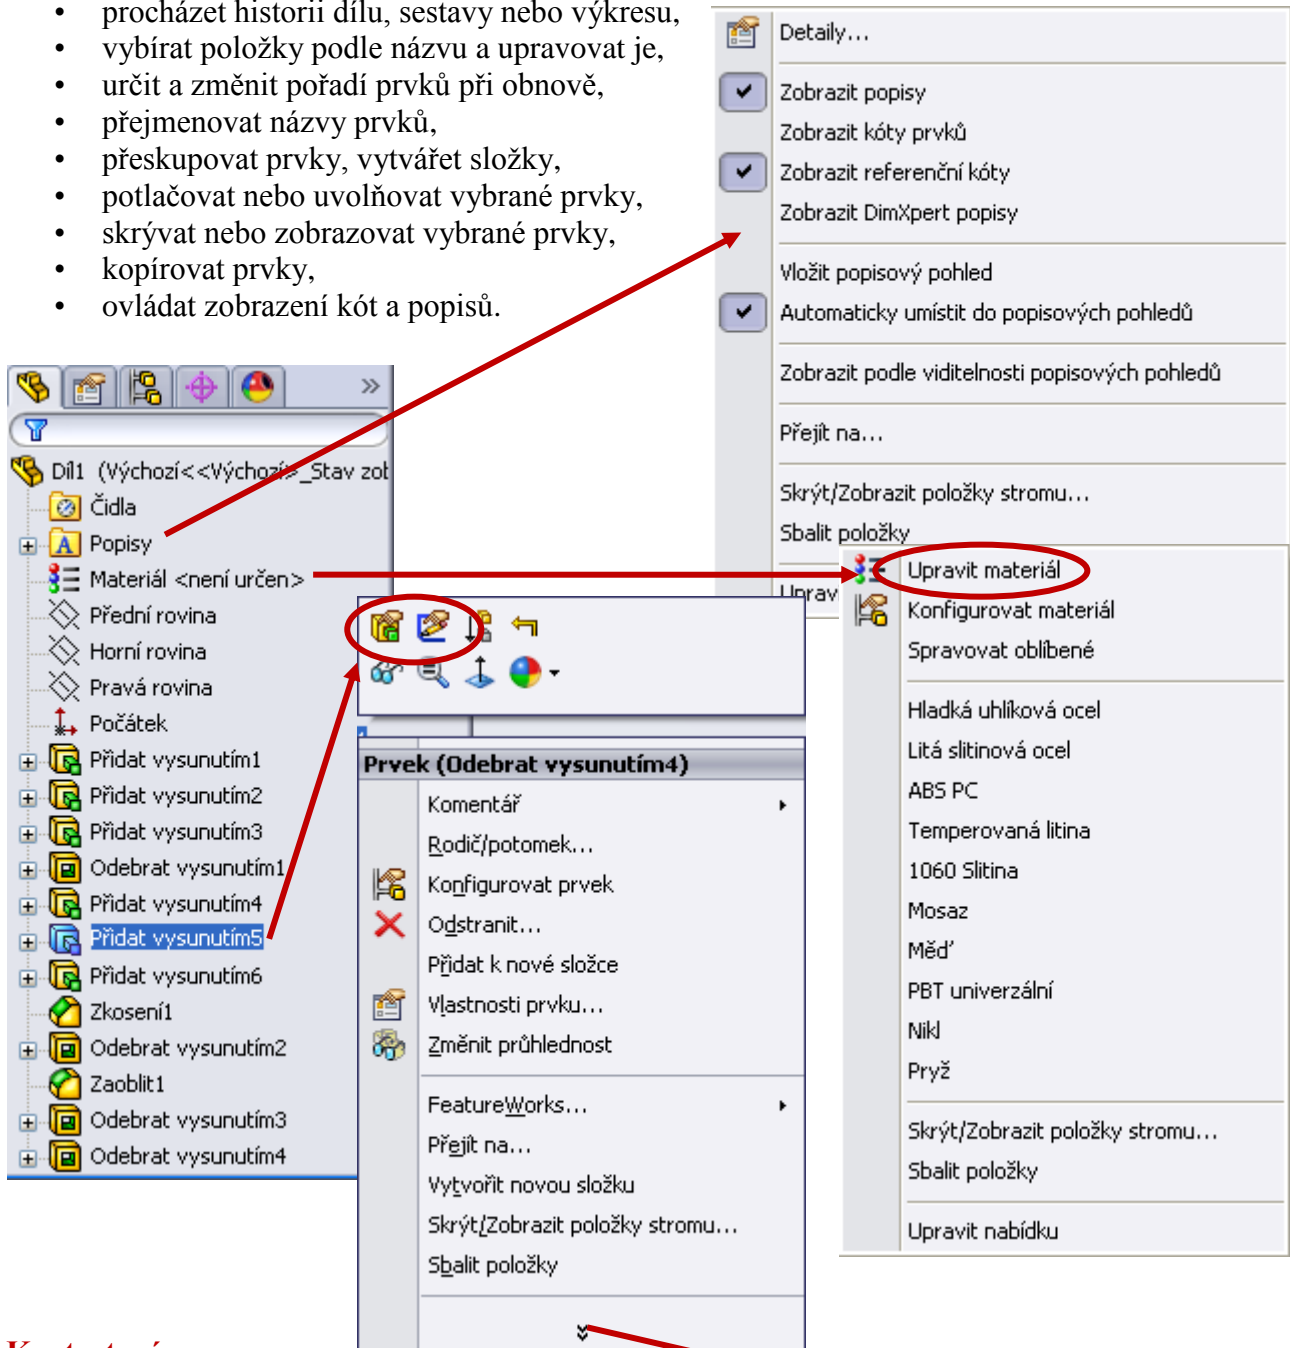 • procházet historii dílu, sestavy nebo výkresu,
• vybírat položky podle názvu a upravovat je,
• určit a změnit pořadí prvků při obnově,
• přejmenovat názvy prvků,
• přeskupovat prvky, vytvářet složky,
• potlačovat nebo uvolňovat vybrané prvky,
• skrývat nebo zobrazovat vybrané prvky,
• kopírovat prvky,
• ovládat zobrazení kót a popisů.
Detaily...
Zobrazit popisy
Zobrazit kóty prvků
Zobrazit referenční kóty
Zobrazit DimXpert popisy
Vložit popisový pohled
Automaticky umístit do popisových pohledů
Zobrazit podle viditelnosti popisových pohledů
Přejít na...
Skrýt/Zobrazit položky stromu...
Sbalit položky
Uprav
Díl1 (Výchozí<<Výchozí>_Stav zob
Čidla
Popisy
Materiál <není určen>
Přední rovina
Horní rovina
Pravá rovina
Počátek
Přidat vysunutím1
Přidat vysunutím2
Přidat vysunutím3
Odebrat vysunutím1
Přidat vysunutím4
Přidat vysunutím5
Přidat vysunutím6
Zkosení1
Odebrat vysunutím2
Zaoblit1
Odebrat vysunutím3
Odebrat vysunutím4
Prvek (Odebrat vysunutím4)
Komentář
Rodič/potomek...
Konfigurovat prvek
Odstranit...
Přidat k nové složce
Vlastnosti prvku...
Změnit průhlednost
FeatureWorks...
Přejít na...
Vytvořit novou složku
Skrýt/Zobrazit položky stromu...
Sbalit položky
Upravit materiál
Konfigurovat materiál
Spravovat oblíbené
Hladká uhlíková ocel
Litá slitinová ocel
ABS PC
Temperovaná litina
1060 Slitina
Mosaz
Měď
PBT univerzální
Nikl
Pryž
Skrýt/Zobrazit položky stromu...
Sbalit položky
Upravit nabídku